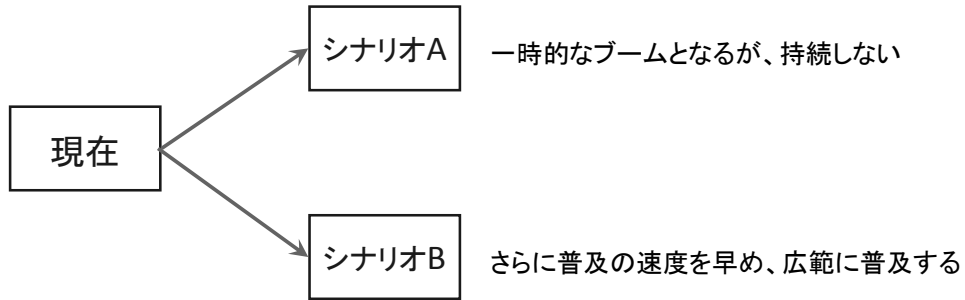 シナリオA
一時的なブームとなるが、持続しない
現在
シナリオB
さらに普及の速度を早め、広範に普及する